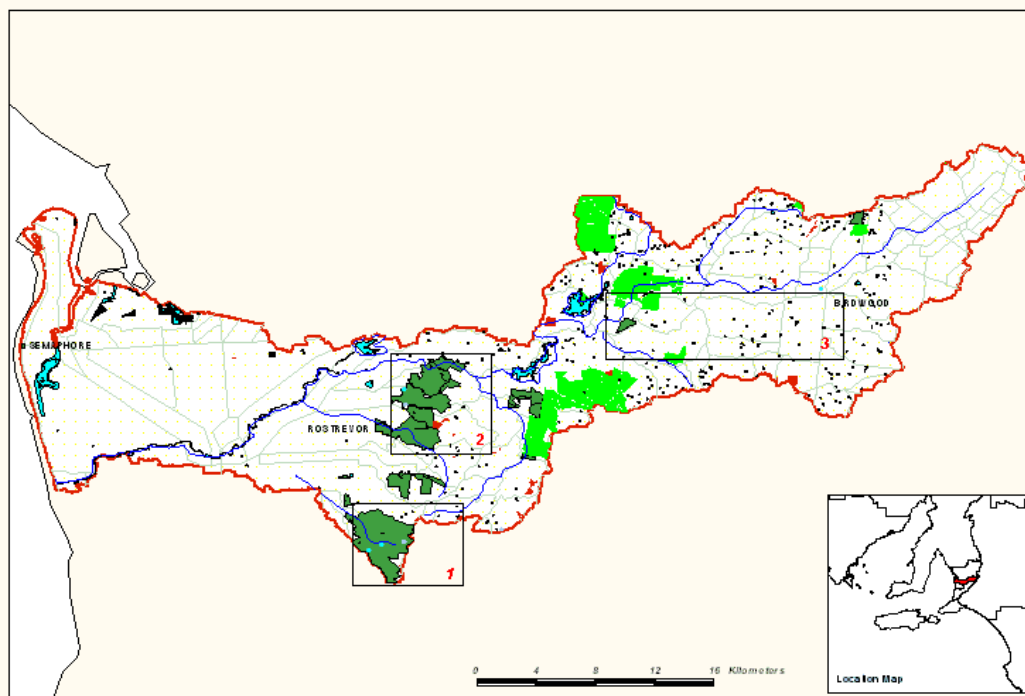 BIRDWOOD
SEMAPHORE
3
ROSTREVOR
2
1
0 4 8 12 16 Kilometers
Location Map